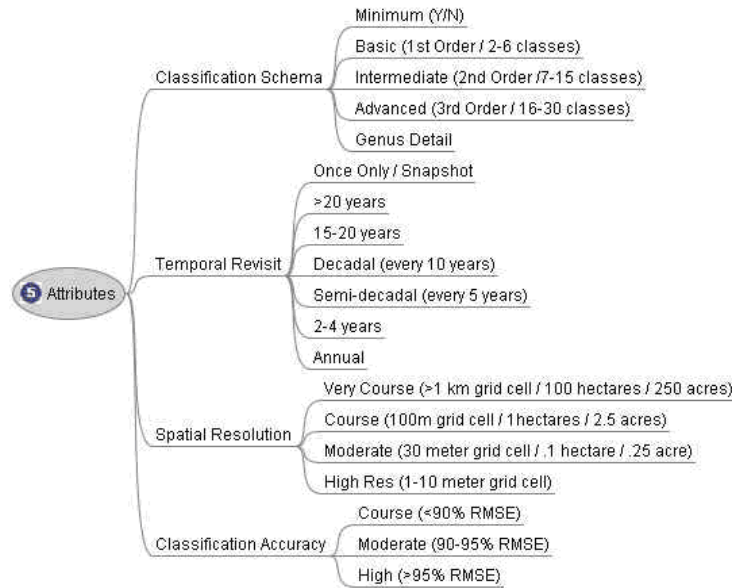 Classification Schema
Minimum (Y/N)
Basic (1st Order / 2-6 classes)
Intermediate (2nd Order /7-15 classes)
Advanced (3rd Order / 16-30 classes)
Genus Detail
5 Attributes
Temporal Revisit
Once Only / Snapshot
>20 years
15-20 years
Decadal (every 10 years)
Semi-decadal (every 5 years)
2-4 years
Annual
Spatial Resolution
Very Course (>1 km grid cell / 100 hectares / 250 acres)
Course (100m grid cell / 1hectares / 2.5 acres)
Moderate (30 meter grid cell / .1 hectare / .25 acre)
High Res (1-10 meter grid cell)
Classification Accuracy
Course (<90% RMSE)
Moderate (90-95% RMSE)
High (>95% RMSE)